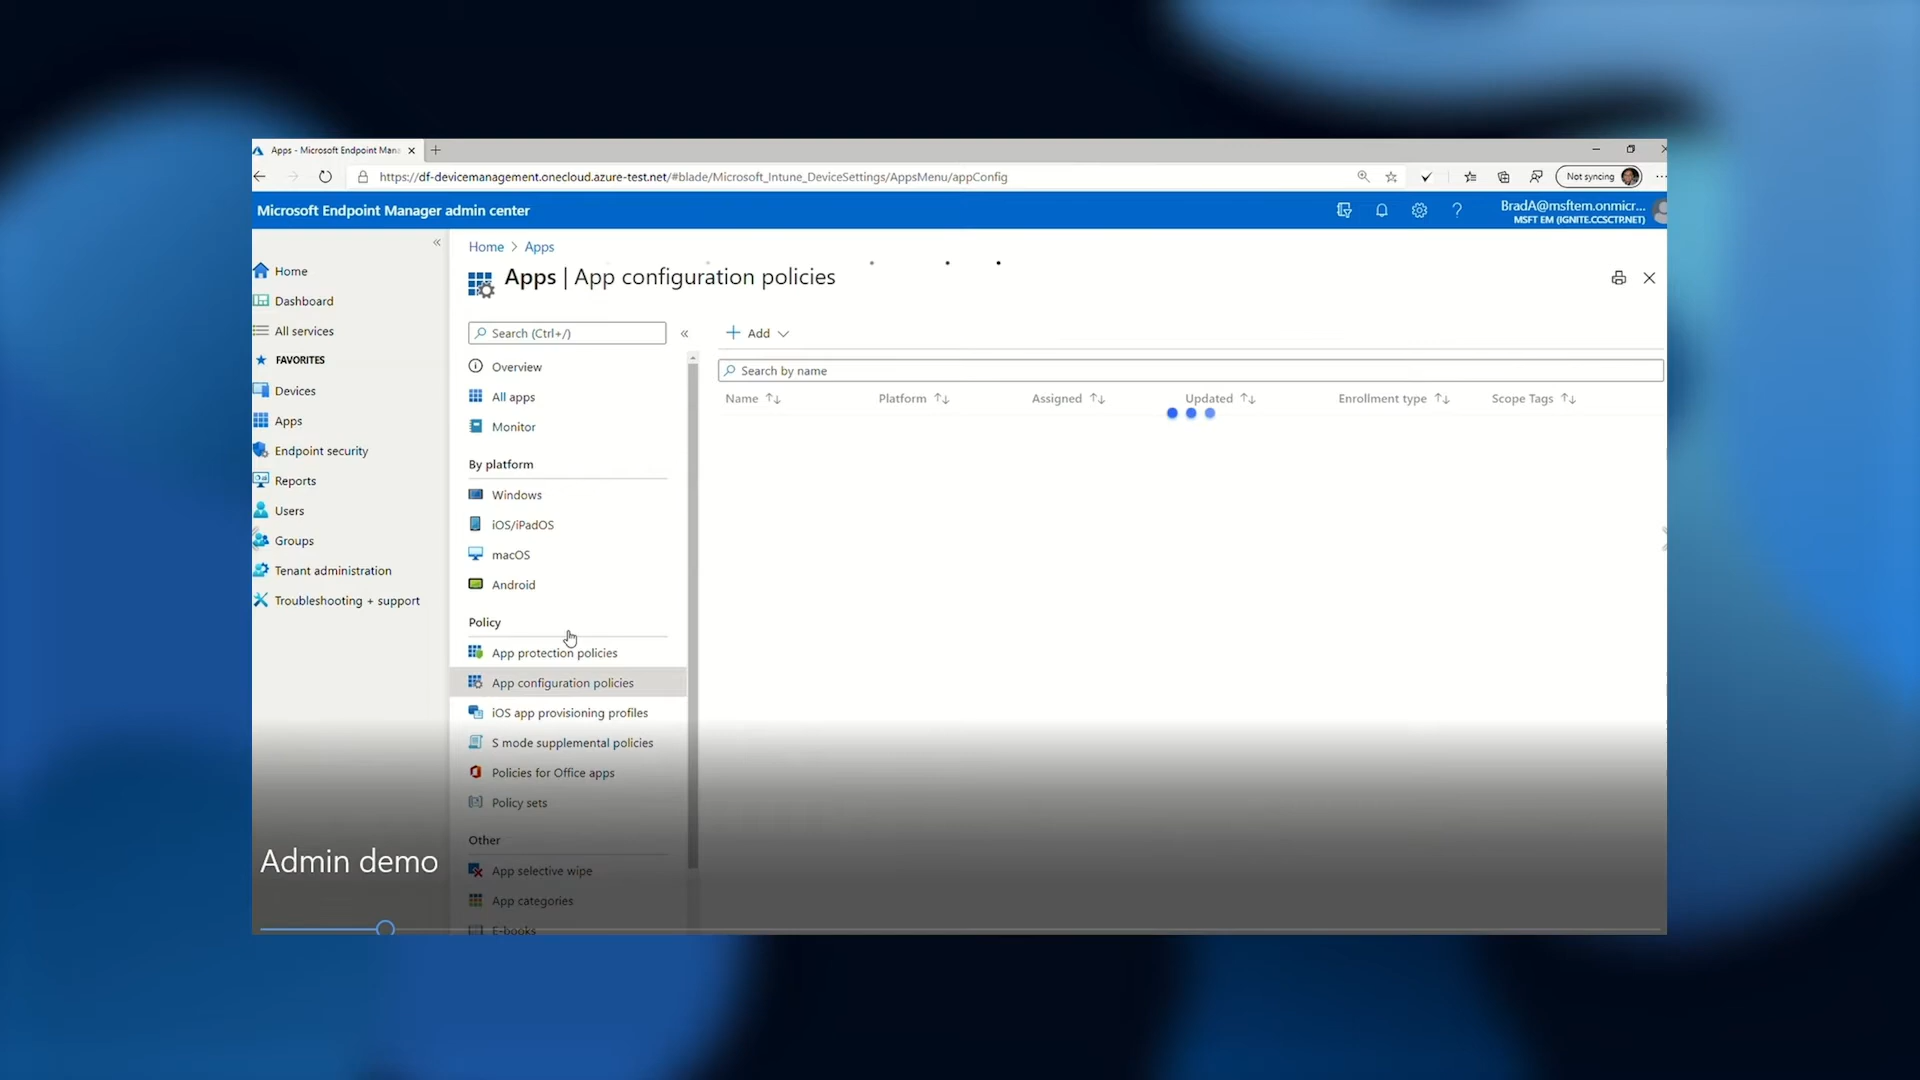 Apps - Microsoft Endpoint Mana
https://df-devicemanagement.onecloud.azure-test.net/#blade/Microsoft_Intune_DeviceSettings/AppsMenu/appConfig
Not syncing
Microsoft Endpoint Manager admin center
BradA@msftem.onmicr...
MSFT EM (IGNITE.CCSCTP.NET)
Home
Dashboard
All services
FAVORITES
Devices
Apps
Endpoint security
Reports
Users
Groups
Tenant administration
Troubleshooting + support
Home > Apps
Apps | App configuration policies
Search (Ctrl+/)
Overview
All apps
Monitor
By platform
Windows
iOS/iPadOS
macOS
Android
Policy
App protection policies
App configuration policies
iOS app provisioning profiles
S mode supplemental policies
Policies for Office apps
Policy sets
Other
App selective wipe
App categories
E-books
Add
Search by name
Name Platform Assigned Updated Enrollment type Scope Tags
Admin demo